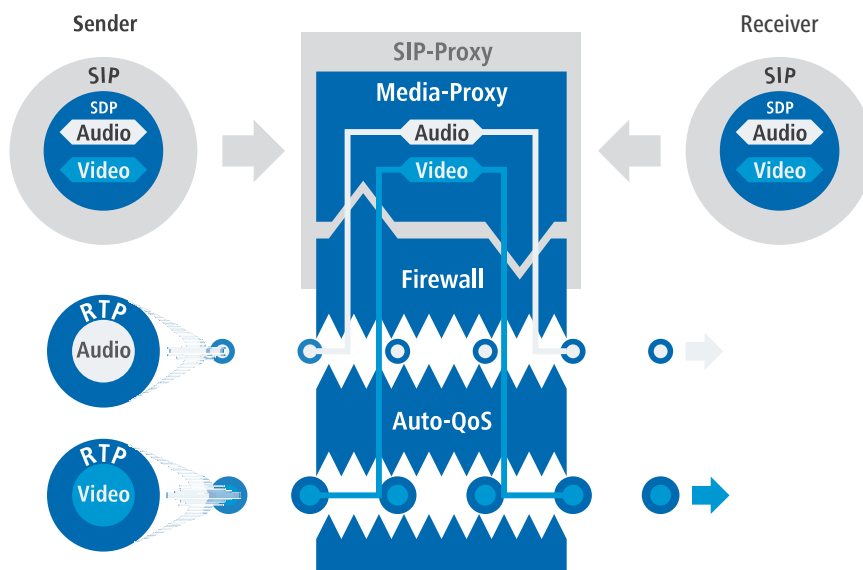 Sender
Receiver
SIP-Proxy
SIP
SDP
Audio
Video
Media-Proxy
Audio
Video
SIP
SDP
Audio
Video
Firewall
RTP
Audio
Auto-QoS
RTP
Video